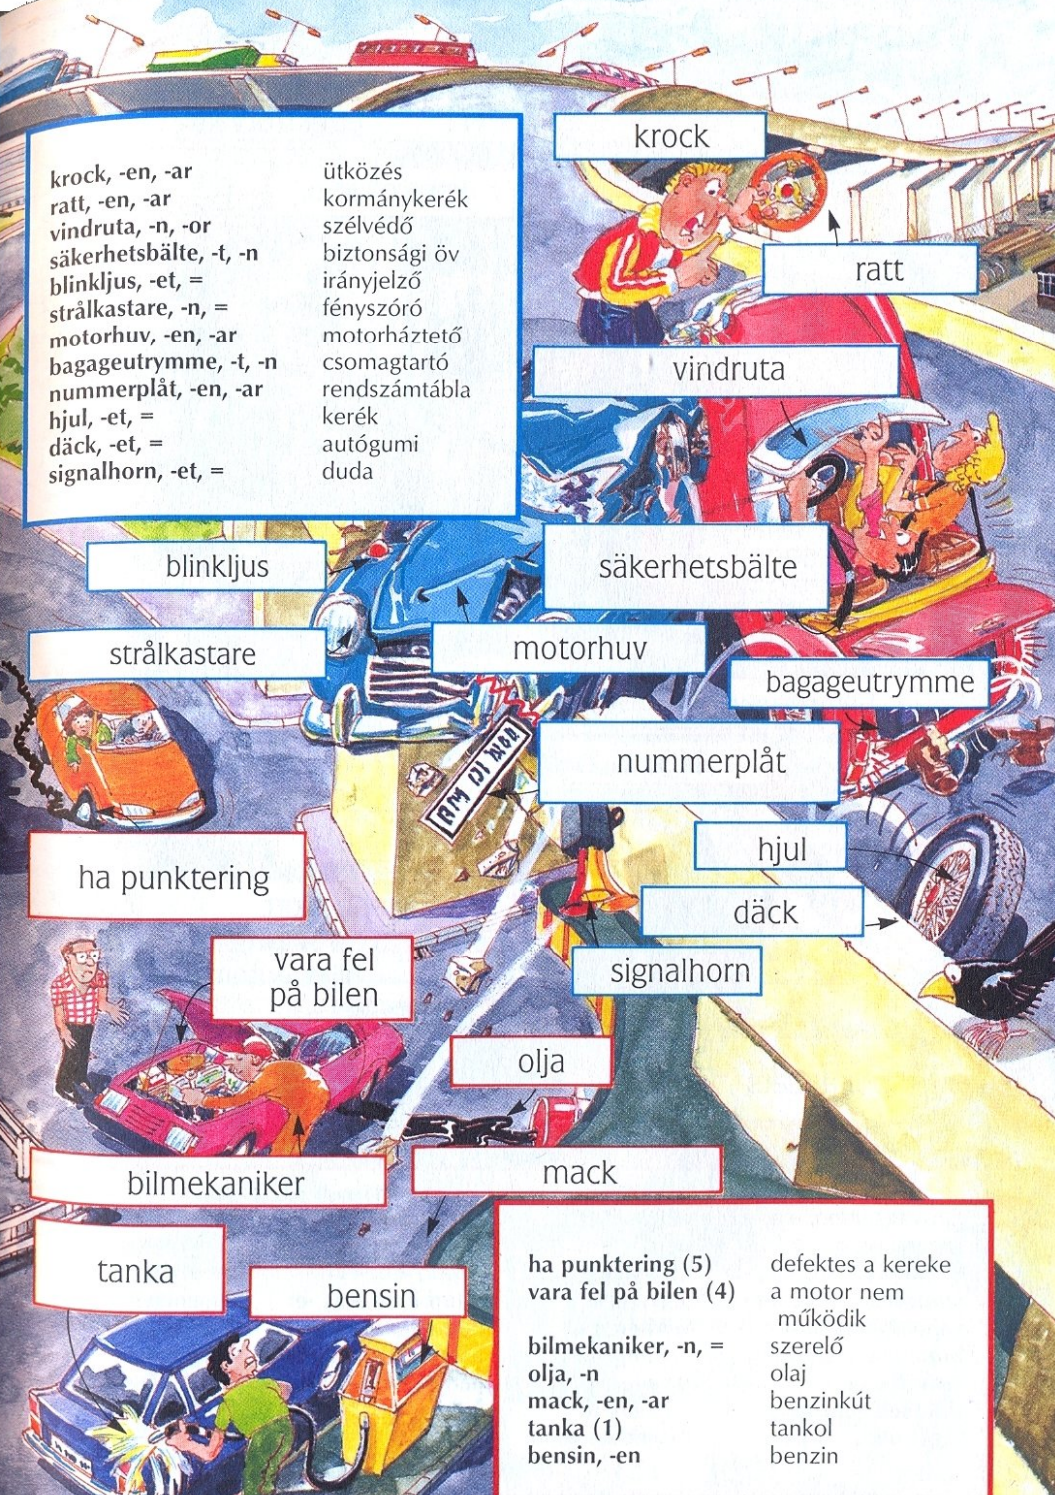 krock, -en, -ar ütközés
ratt, -en, -ar kormánykerék
vindruta, -n, -or szélvédő
säkerhetsbälte, -t, -n biztonsági öv
blinkljus, -et, = irányjelző
strålkastare, -n, = fényszóró
motorhuv, -en, -ar motorháztető
bagageutrymme, -t, -n csomagtartó
nummerplåt, -en, -ar rendszámtábla
hjul, -et, = kerék
däck, -et, = autógumi
signalhorn, -et, = duda
krock
ratt
vindruta
blinkljus
säkerhetsbälte
strålkastare
motorhuv
bagageutrymme
nummerplåt
hjul
ha punktering
däck
vara fel
på bilen
signalhorn
olja
bilmekaniker
mack
tanka
bensin
ha punktering (5) defektes a kereke
vara fel på bilen (4) a motor nem
működik
bilmekaniker, -n, = szerelő
olja, -n olaj
mack, -en, -ar benzinkút
tanka (1) tankol
bensin, -en benzin